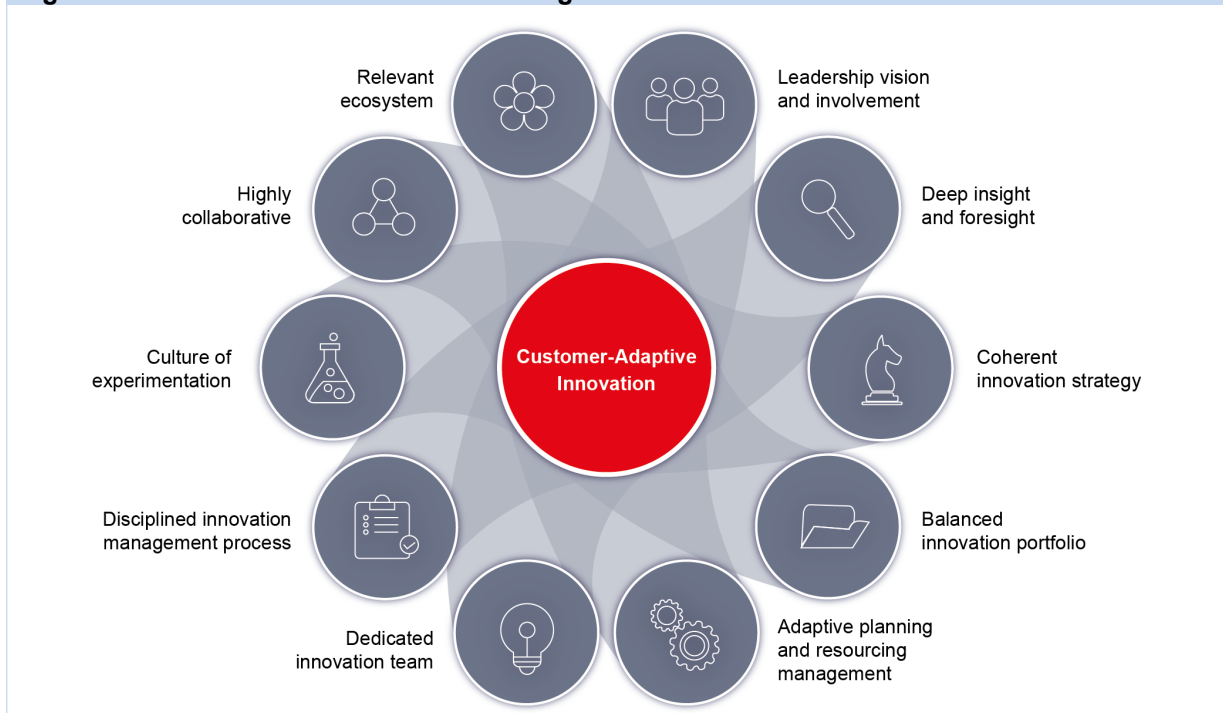 Relevant
ecosystem
Leadership vision
and involvement
Highly
collaborative
Deep insight
and foresight
Customer-Adaptive
Innovation
Culture of
experimentation
Coherent
innovation strategy
Disciplined innovation
management process
Balanced
innovation portfolio
Dedicated
innovation team
Adaptive planning
and resourcing
management